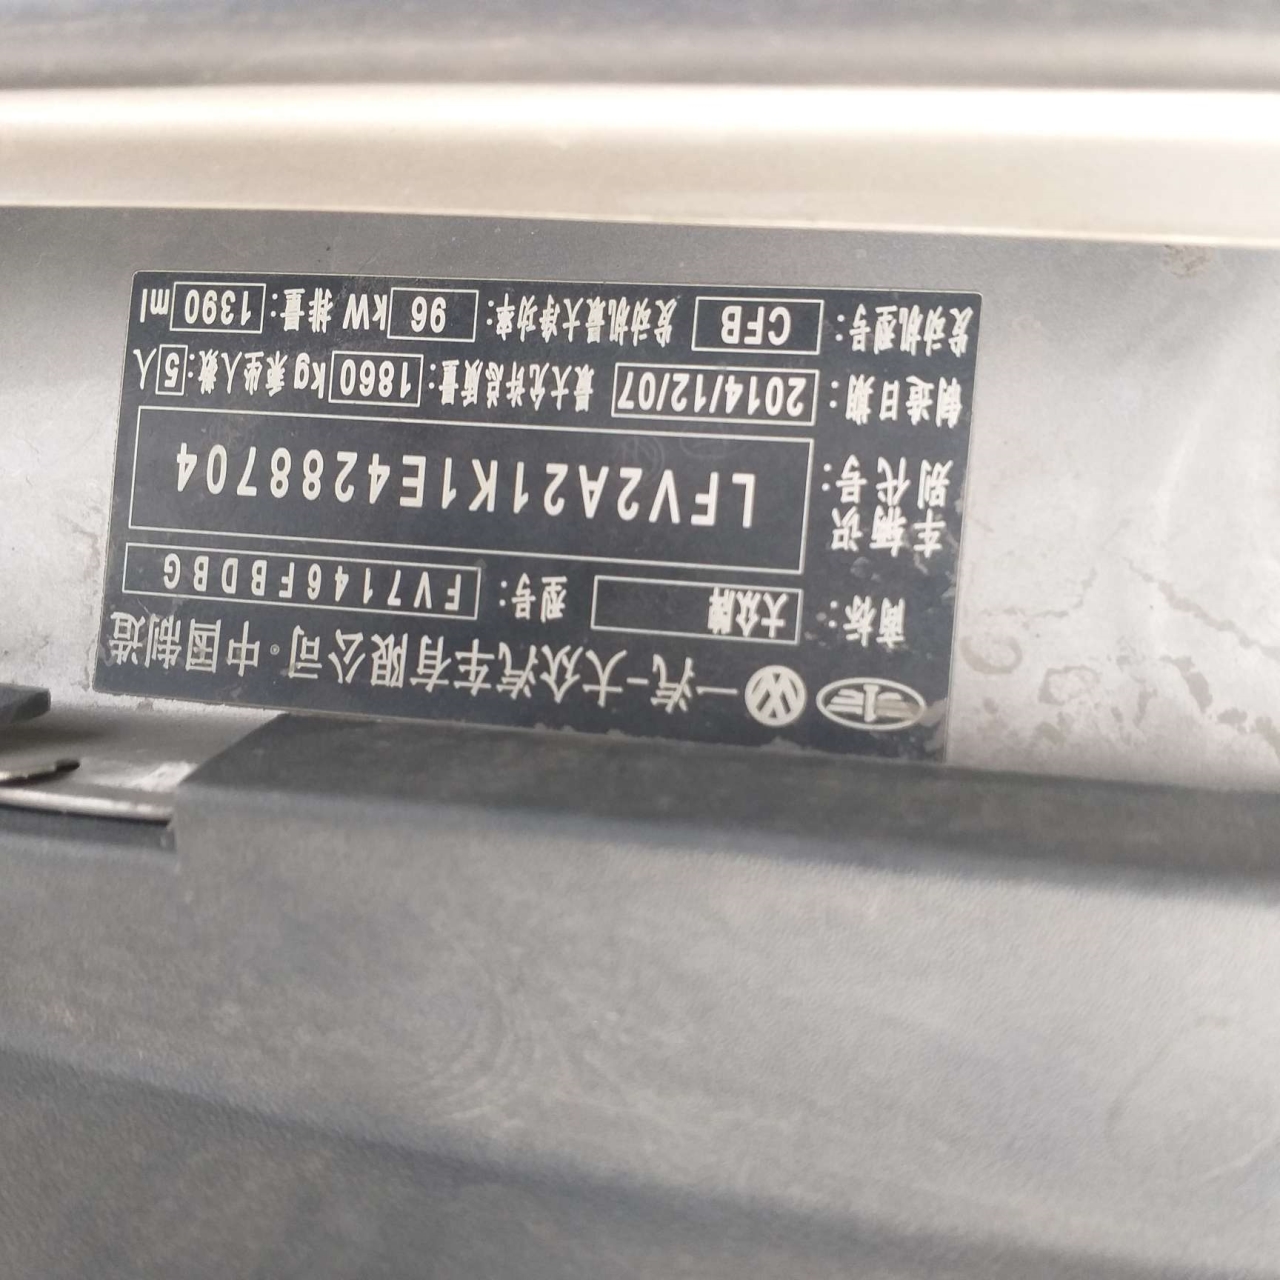 一汽-大众汽车有限公司·中国制造
商标: 大众牌 型号: FV7146FBDBG
车辆识别代号: LFV2A21K1E4288704
制造日期: 2014/12/07 最大允许总质量: 1860 kg 乘坐人数: 5 人
发动机型号: CFB 发动机最大净功率: 96 kW 排量: 1390 ml